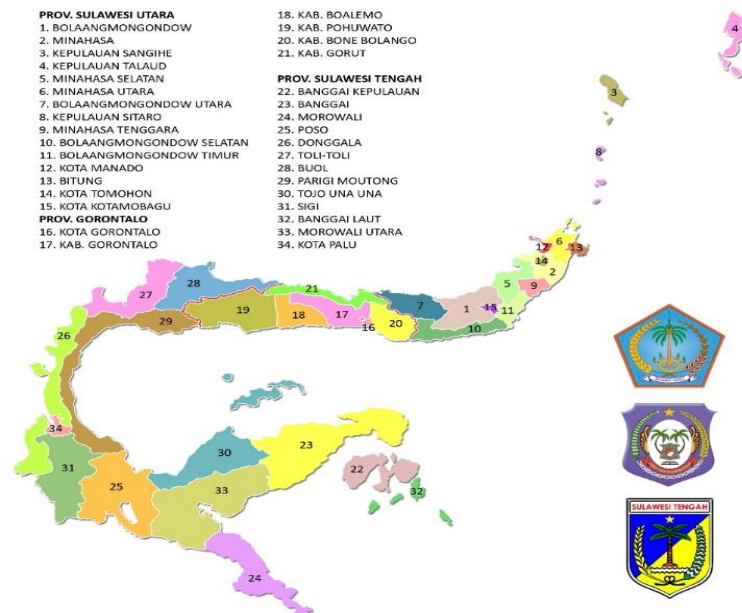 PROV. SULAWESI UTARA
1. BOLAANGMONGONDOW
2. MINAHASA
3. KEPULAUAN SANGIHE
4. KEPULAUAN TALAUD
5. MINAHASA SELATAN
6. MINAHASA UTARA
7. BOLAANGMONGONDOW UTARA
8. KEPULAUAN SITARO
9. MINAHASA TENGGARA
10. BOLAANGMONGONDOW SELATAN
11. BOLAANGMONGONDOW TIMUR
12. KOTA MANADO
13. BITUNG
14. KOTA TOMOHON
15. KOTA KOTAMOBAGU
PROV. GORONTALO
16. KOTA GORONTALO
17. KAB. GORONTALO
18. KAB. BOALEMO
19. KAB. POHUWATO
20. KAB. BONE BOLANGO
21. KAB. GORUT
PROV. SULAWESI TENGAH
22. BANGGAI KEPULAUAN
23. BANGGAI
24. MOROWALI
25. POSO
26. DONGGALA
27. TOLI-TOLI
28. BUOL
29. PARIGI MOUTONG
30. TOJO UNA UNA
31. SIGI
32. BANGGAI LAUT
33. MOROWALI UTARA
34. KOTA PALU
4
3
8
6
12
13
14
2
5
9
28
27
21
7
1
15
11
19
18
17
29
16
20
10
26
34
23
30
22
31
25
33
32
24
SULAWESI TENGAH